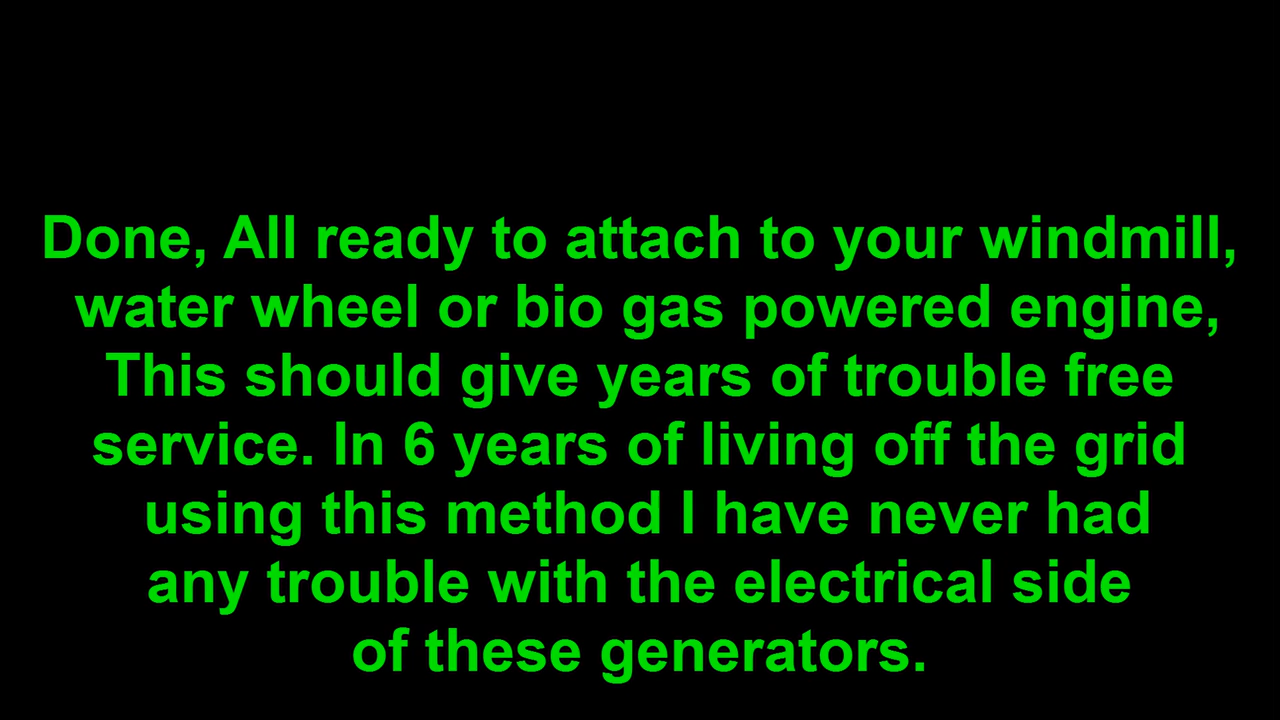 Done, All ready to attach to your windmill,
water wheel or bio gas powered engine,
This should give years of trouble free
service. In 6 years of living off the grid
using this method I have never had
any trouble with the electrical side
of these generators.